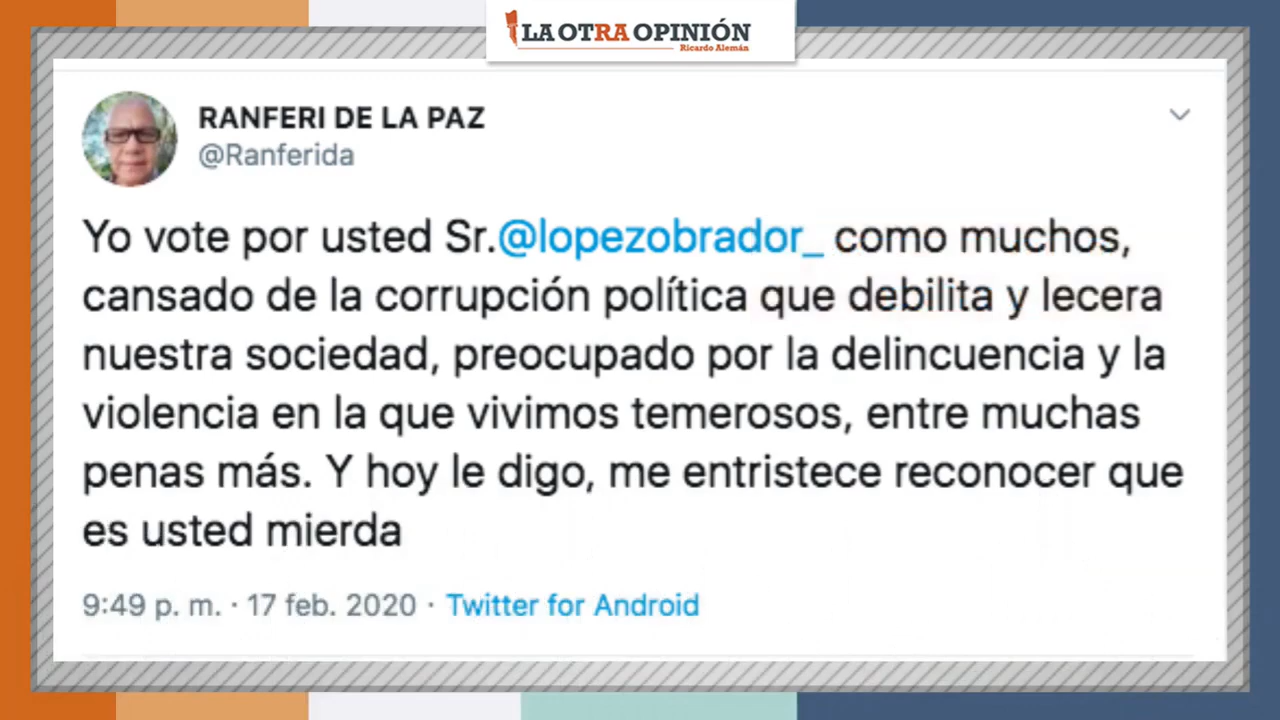 LA OTRA OPINIÓN
Ricardo Alemán
RANFERI DE LA PAZ
@Ranferida
Yo vote por usted Sr.@lopezobrador_ como muchos,
cansado de la corrupción política que debilita y lecera
nuestra sociedad, preocupado por la delincuencia y la
violencia en la que vivimos temerosos, entre muchas
penas más. Y hoy le digo, me entristece reconocer que
es usted mierda
9:49 p. m. · 17 feb. 2020 · Twitter for Android